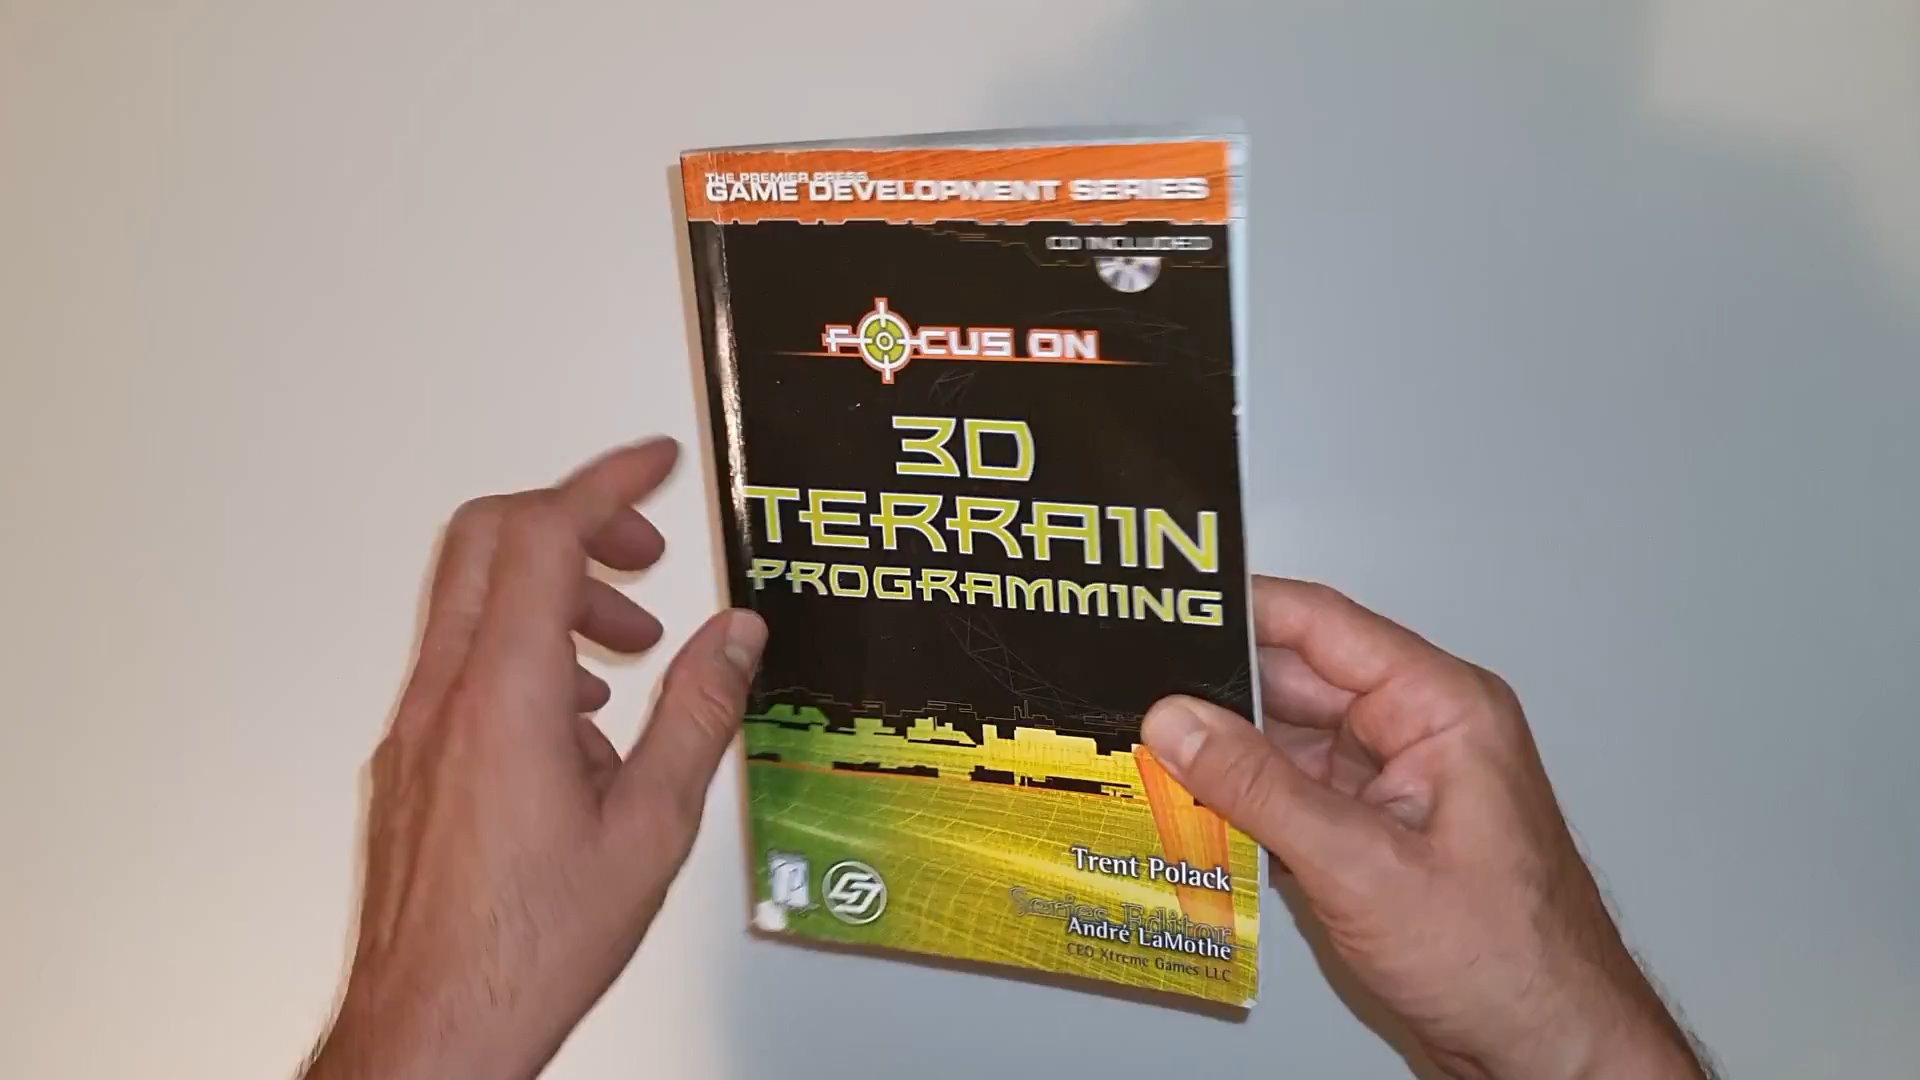 THE PREMIER PRESS
GAME DEVELOPMENT SERIES
CD INCLUDED
FOCUS ON
3D
TERRAIN
PROGRAMMING
Trent Polack
Series Editor
André LaMothe
CEO Xtreme Games LLC